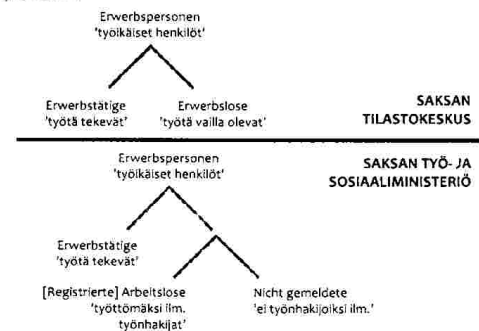 Erwerbspersonen
'työikäiset henkilöt'
Erwerbstätige
'työtä tekevät'
Erwerbslose
'työtä vailla olevat'
SAKSAN
TILASTOKESKUS
Erwerbspersonen
'työikäiset henkilöt'
SAKSAN TYÖ- JA
SOSIAALIMINISTERIÖ
Erwerbstätige
'työtä tekevät'
[Registrierte] Arbeitslose
'työttömäksi ilm.
työnhakijat'
Nicht gemeldete
'ei työnhakijoiksi ilm.'